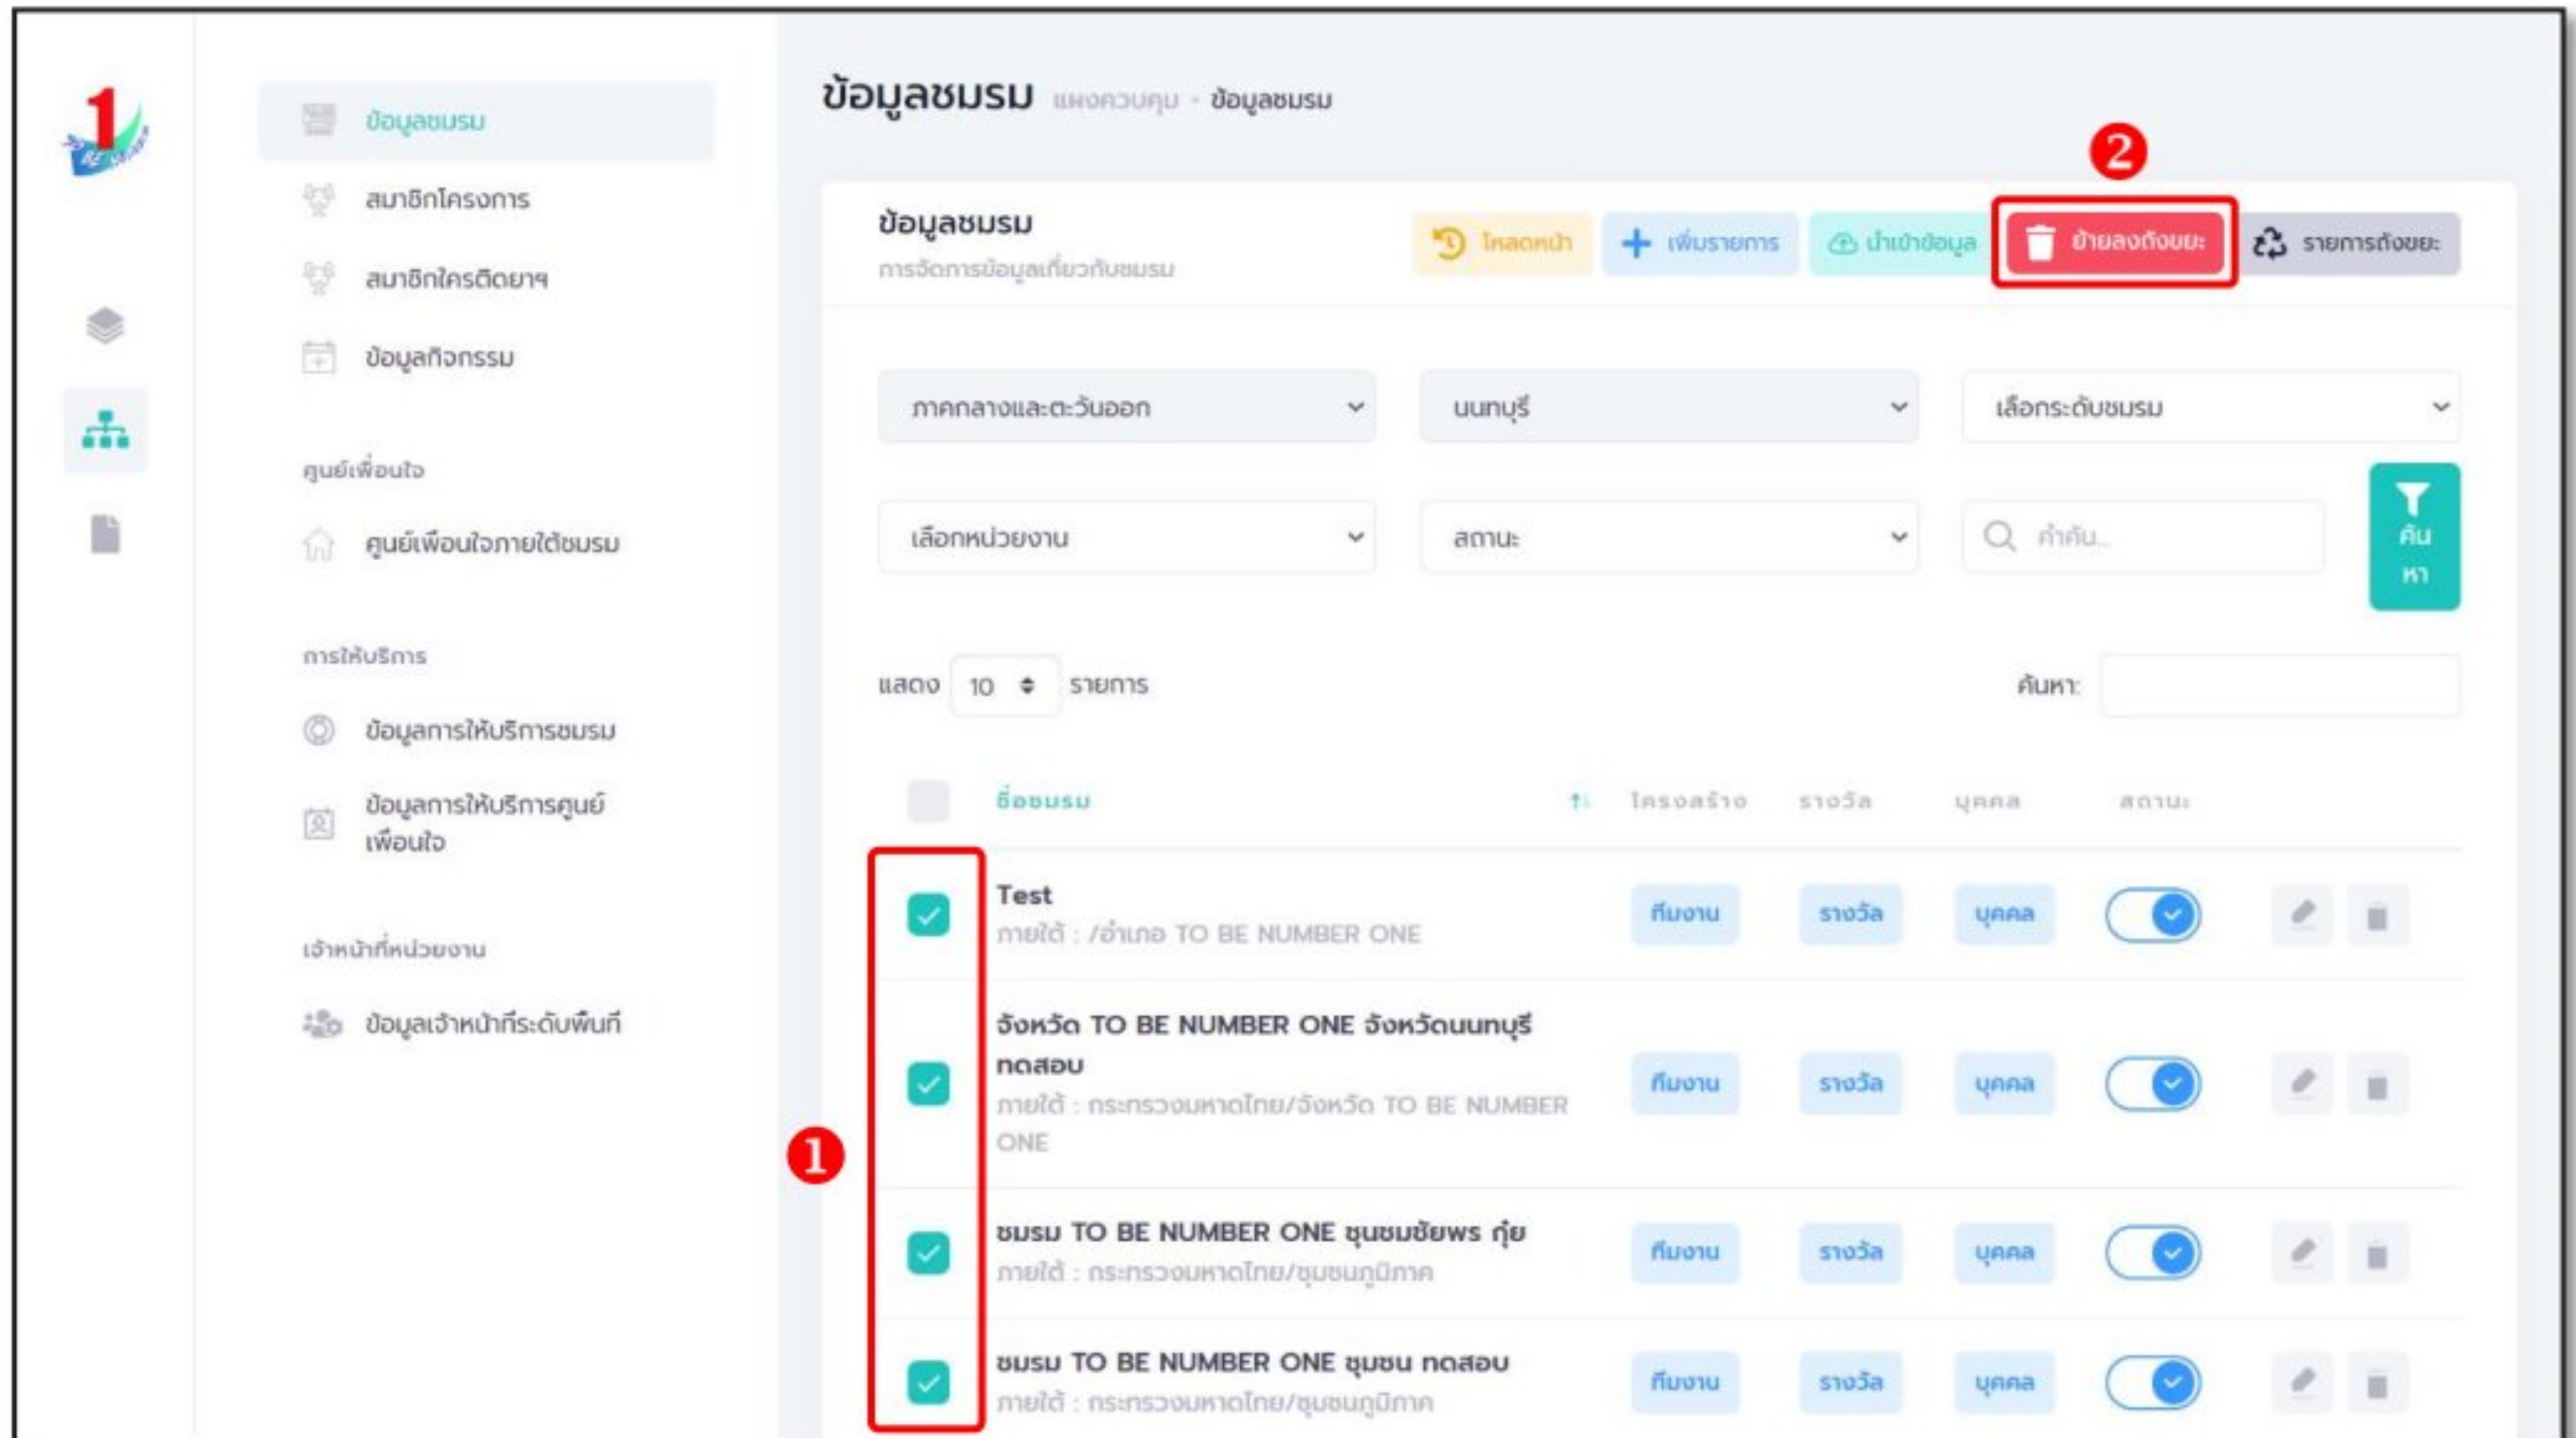 1
TO BE NUMBER
ข้อมูลชมรม
สมาชิกโครงการ
สมาชิกใครติดยาฯ
ข้อมูลกิจกรรม
ศูนย์เพื่อนใจ
ศูนย์เพื่อนใจภายใต้ชมรม
การให้บริการ
ข้อมูลการให้บริการชมรม
ข้อมูลการให้บริการศูนย์
เพื่อนใจ
เจ้าหน้าที่หน่วยงาน
ข้อมูลเจ้าหน้าที่ระดับพื้นที่
ข้อมูลชมรม แผงควบคุม - ข้อมูลชมรม
2
ข้อมูลชมรม
การจัดการข้อมูลเกี่ยวกับชมรม
โหลดหน้า เพิ่มรายการ นำเข้าข้อมูล ย้ายลงถังขยะ รายการถังขยะ
ภาคกลางและตะวันออก นนทบุรี เลือกระดับชมรม
เลือกหน่วยงาน สถานะ คำค้น...
ค้น
หา
แสดง 10 รายการ ค้นหา:
ชื่อชมรม โครงสร้าง รางวัล บุคคล สถานะ
Test
ภายใต้ : /อำเภอ TO BE NUMBER ONE
ทีมงาน รางวัล บุคคล
จังหวัด TO BE NUMBER ONE จังหวัดนนทบุรี
ทดสอบ
ภายใต้ : กระทรวงมหาดไทย/จังหวัด TO BE NUMBER
ONE
ทีมงาน รางวัล บุคคล
1
ชมรม TO BE NUMBER ONE ชุนชมชัยพร กุ๋ย
ภายใต้ : กระทรวงมหาดไทย/ชุมชนภูมิภาค
ทีมงาน รางวัล บุคคล
ชมรม TO BE NUMBER ONE ชุมชน ทดสอบ
ภายใต้ : กระทรวงมหาดไทย/ชุมชนภูมิภาค
ทีมงาน รางวัล บุคคล